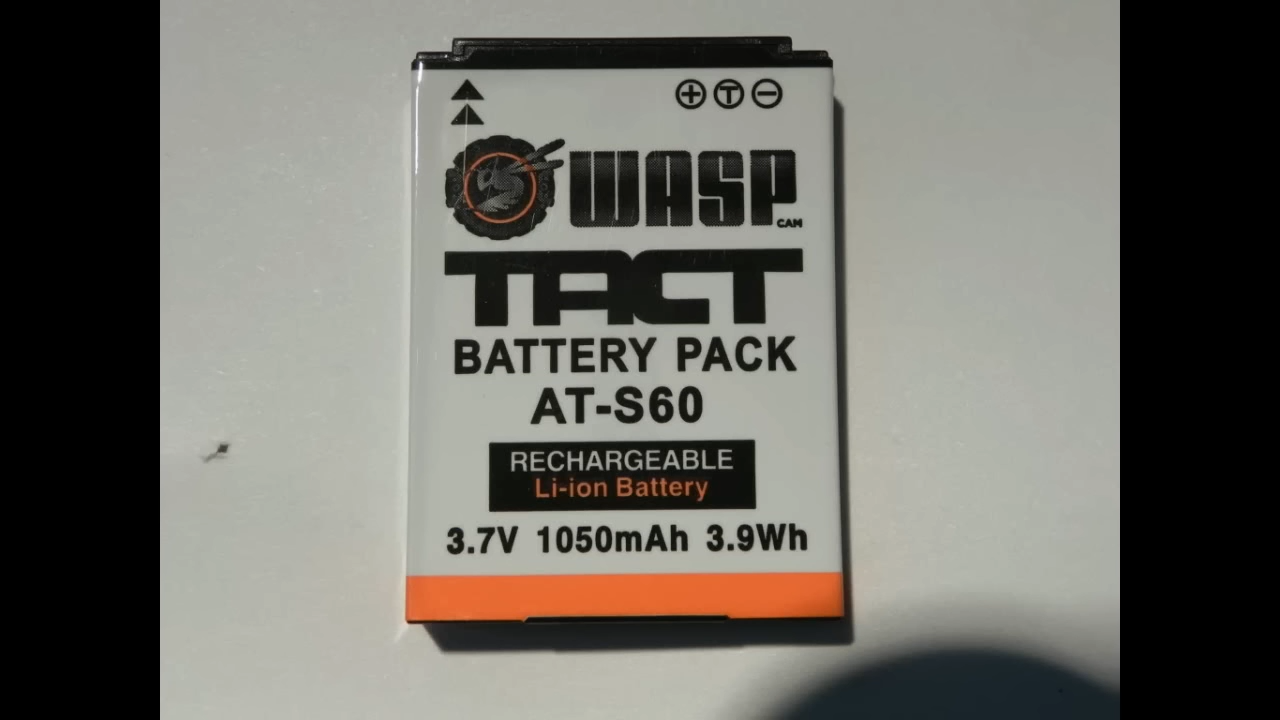 + T −
WASP
CAM
TACT
BATTERY PACK
AT-S60
RECHARGEABLE
Li-ion Battery
3.7V 1050mAh 3.9Wh